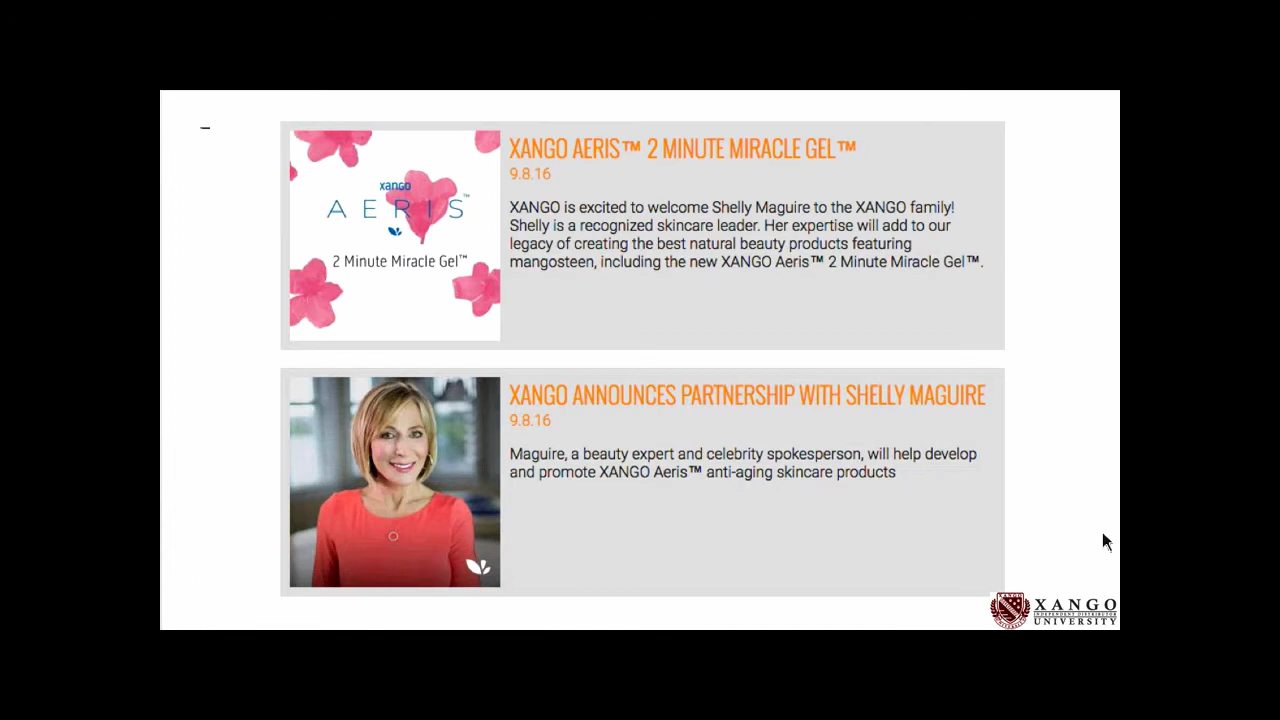 XANGO AERIS™ 2 MINUTE MIRACLE GEL™
9.8.16
XANGO is excited to welcome Shelly Maguire to the XANGO family!
Shelly is a recognized skincare leader. Her expertise will add to our
legacy of creating the best natural beauty products featuring
mangosteen, including the new XANGO Aeris™ 2 Minute Miracle Gel™.
xango
AERIS™
2 Minute Miracle Gel™
XANGO ANNOUNCES PARTNERSHIP WITH SHELLY MAGUIRE
9.8.16
Maguire, a beauty expert and celebrity spokesperson, will help develop
and promote XANGO Aeris™ anti-aging skincare products
XANGO
INDEPENDENT DISTRIBUTOR
UNIVERSITY